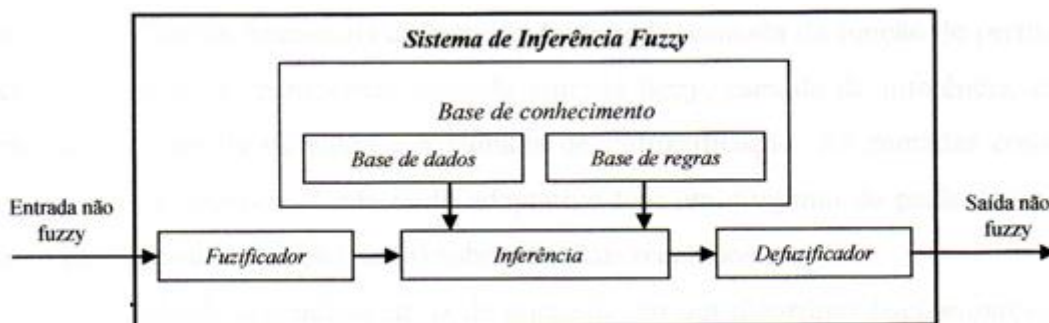 Sistema de Inferência Fuzzy
Base de conhecimento
Base de dados
Base de regras
Entrada não
fuzzy
Fuzificador
Inferência
Defuzificador
Saída não
fuzzy